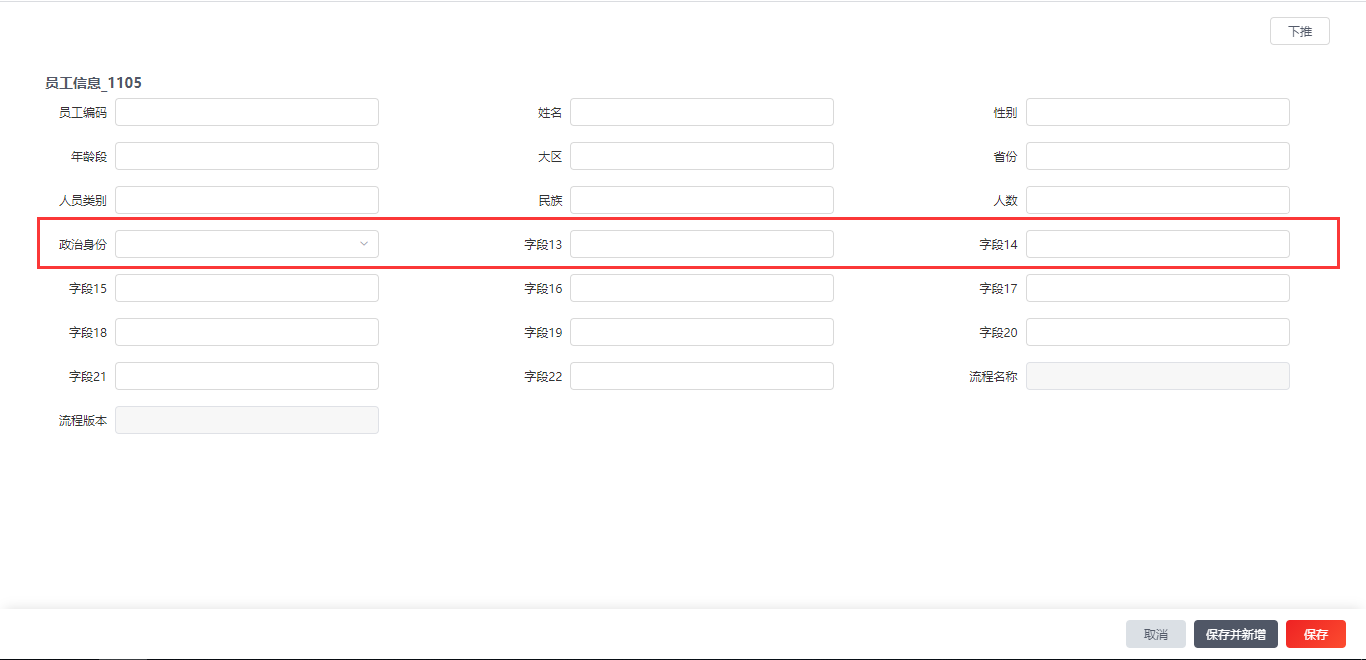 下推
员工信息_1105
员工编码 姓名 性别
年龄段 大区 省份
人员类别 民族 人数
政治身份 字段13 字段14
字段15 字段16 字段17
字段18 字段19 字段20
字段21 字段22 流程名称
流程版本
取消 保存并新增 保存